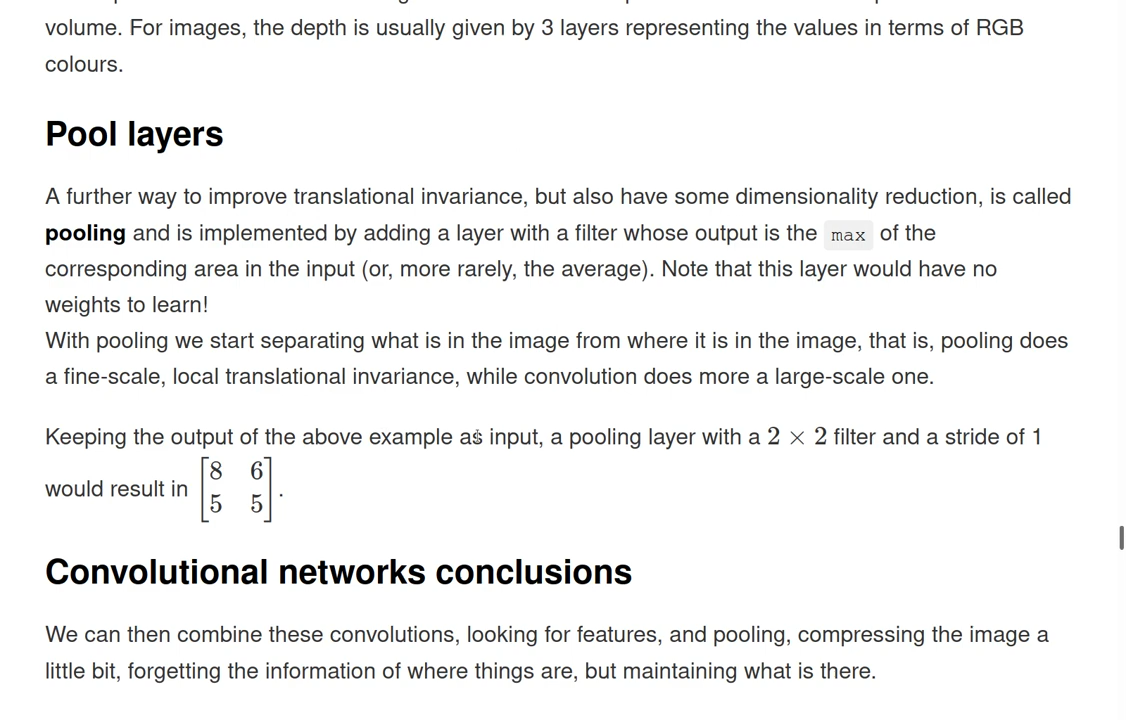 volume. For images, the depth is usually given by 3 layers representing the values in terms of RGB
colours.
Pool layers
A further way to improve translational invariance, but also have some dimensionality reduction, is called
pooling and is implemented by adding a layer with a filter whose output is the max of the
corresponding area in the input (or, more rarely, the average). Note that this layer would have no
weights to learn!
With pooling we start separating what is in the image from where it is in the image, that is, pooling does
a fine-scale, local translational invariance, while convolution does more a large-scale one.
Keeping the output of the above example as input, a pooling layer with a 2 × 2 filter and a stride of 1
would result in [8 6
5 5].
Convolutional networks conclusions
We can then combine these convolutions, looking for features, and pooling, compressing the image a
little bit, forgetting the information of where things are, but maintaining what is there.